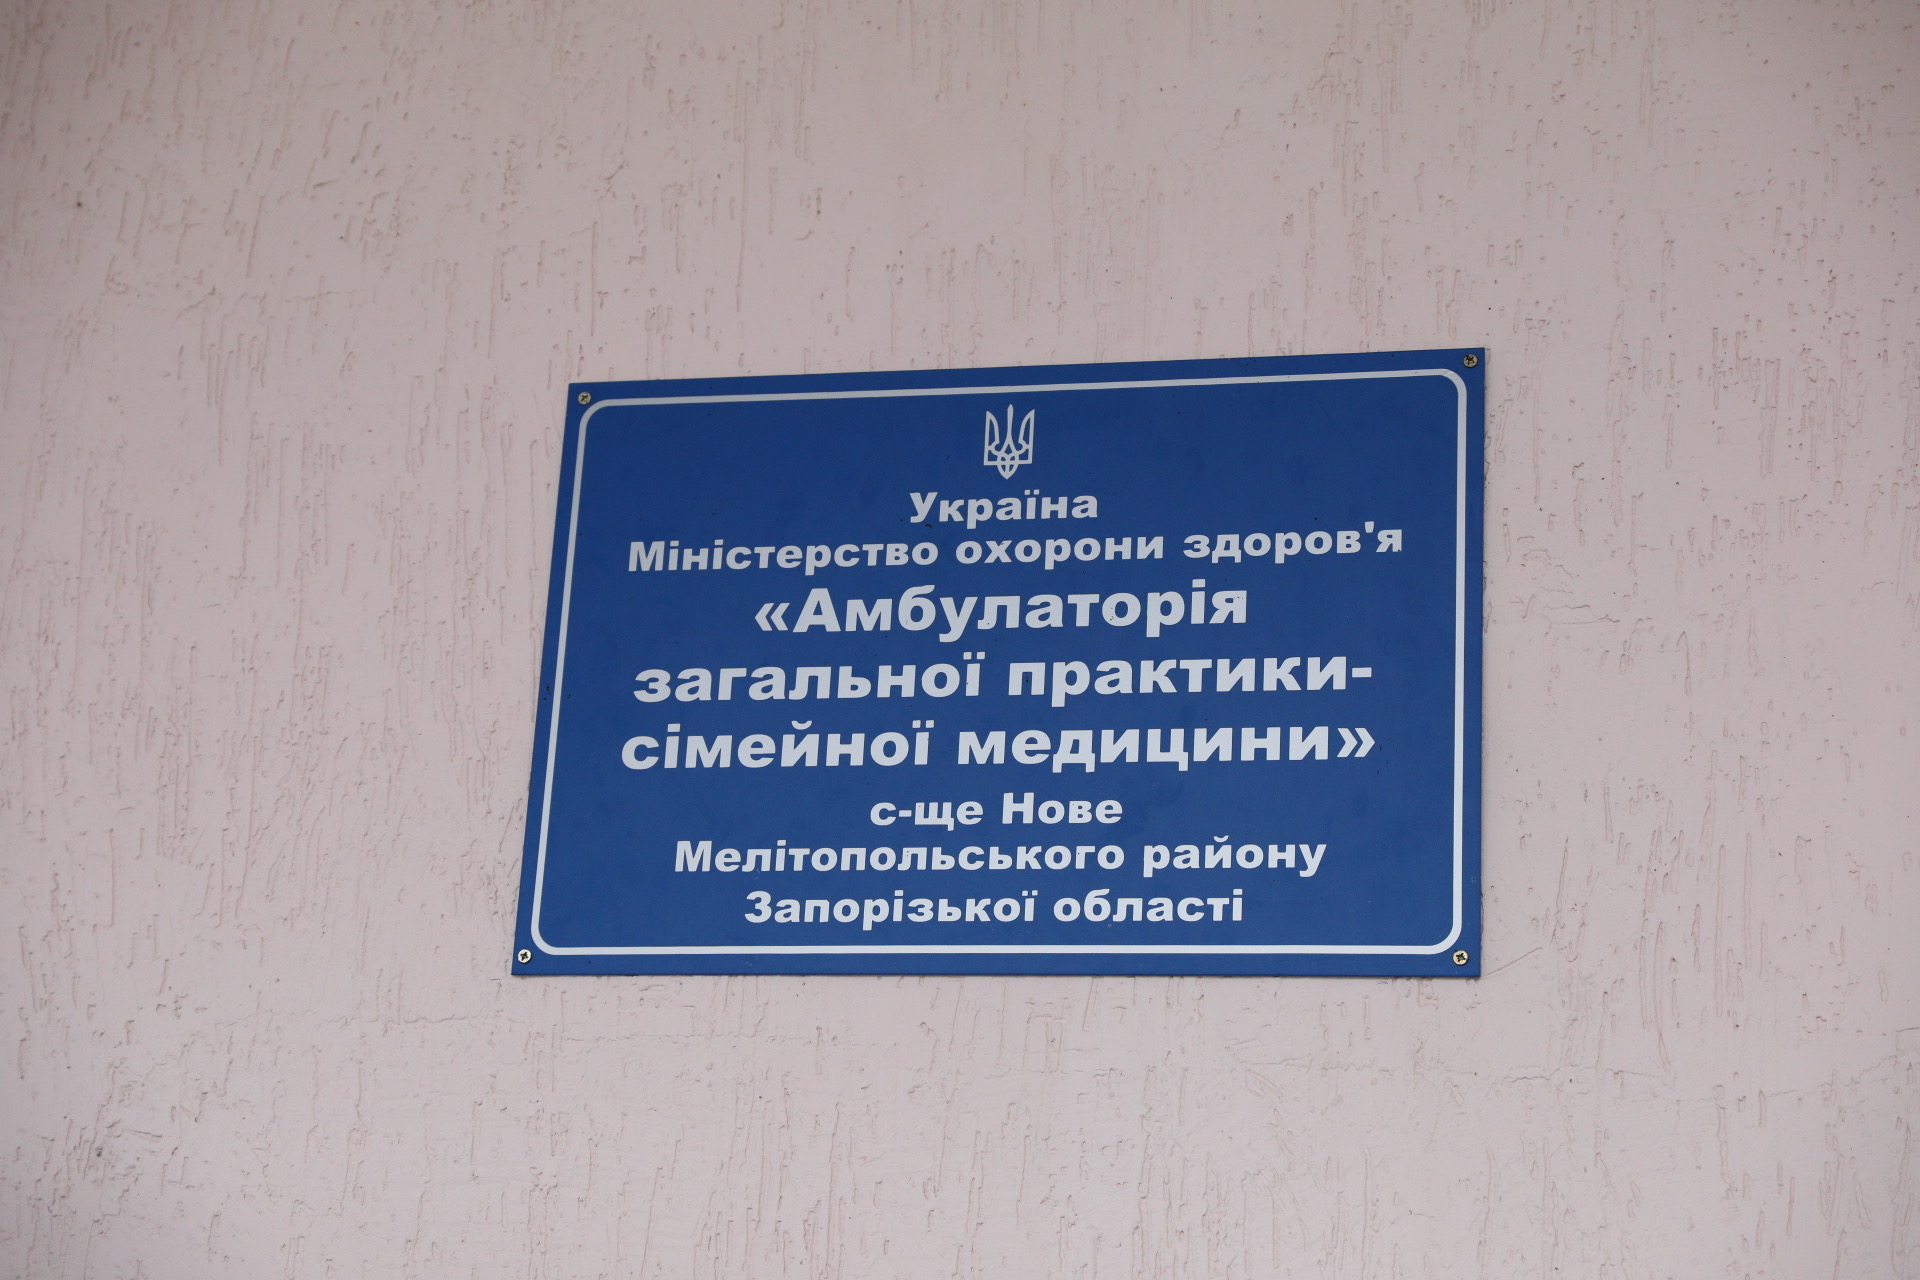 Україна
Міністерство охорони здоров'я
«Амбулаторія
загальної практики-
сімейної медицини»
с-ще Нове
Мелітопольського району
Запорізької області